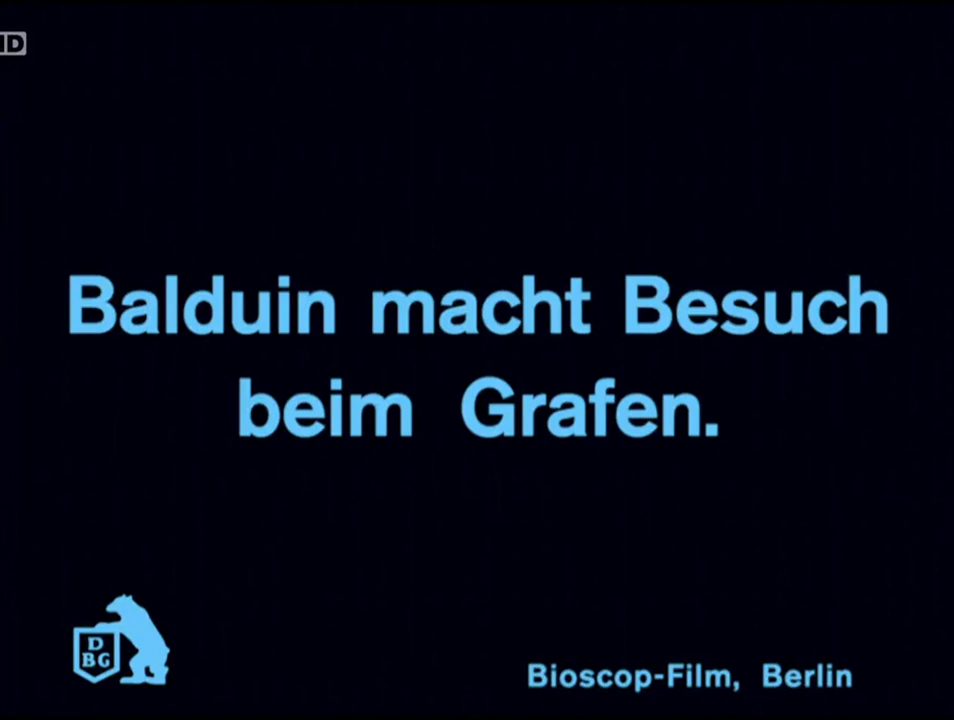 Balduin macht Besuch
beim Grafen.
D
BG
Bioscop-Film, Berlin